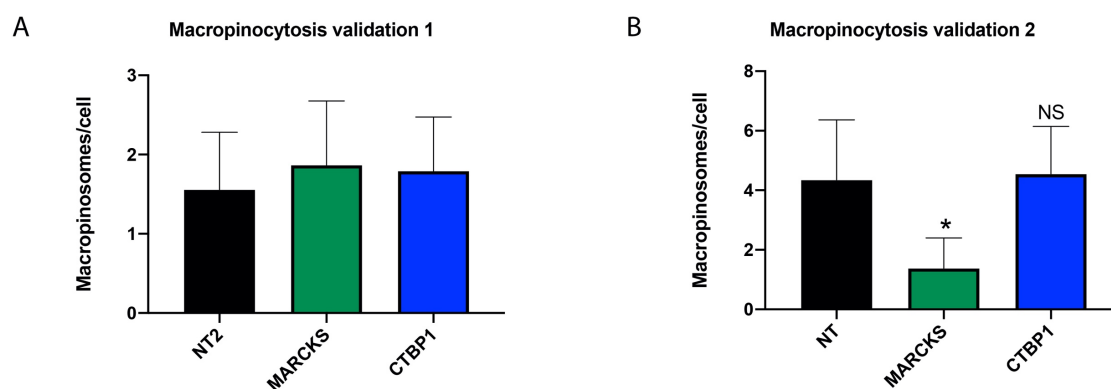 A
Macropinocytosis validation 1
Macropinosomes/cell
3
2
1
0
NT2
MARCKS
CTBP1
B
Macropinocytosis validation 2
Macropinosomes/cell
8
6
4
2
0
*
NS
NT
MARCKS
CTBP1